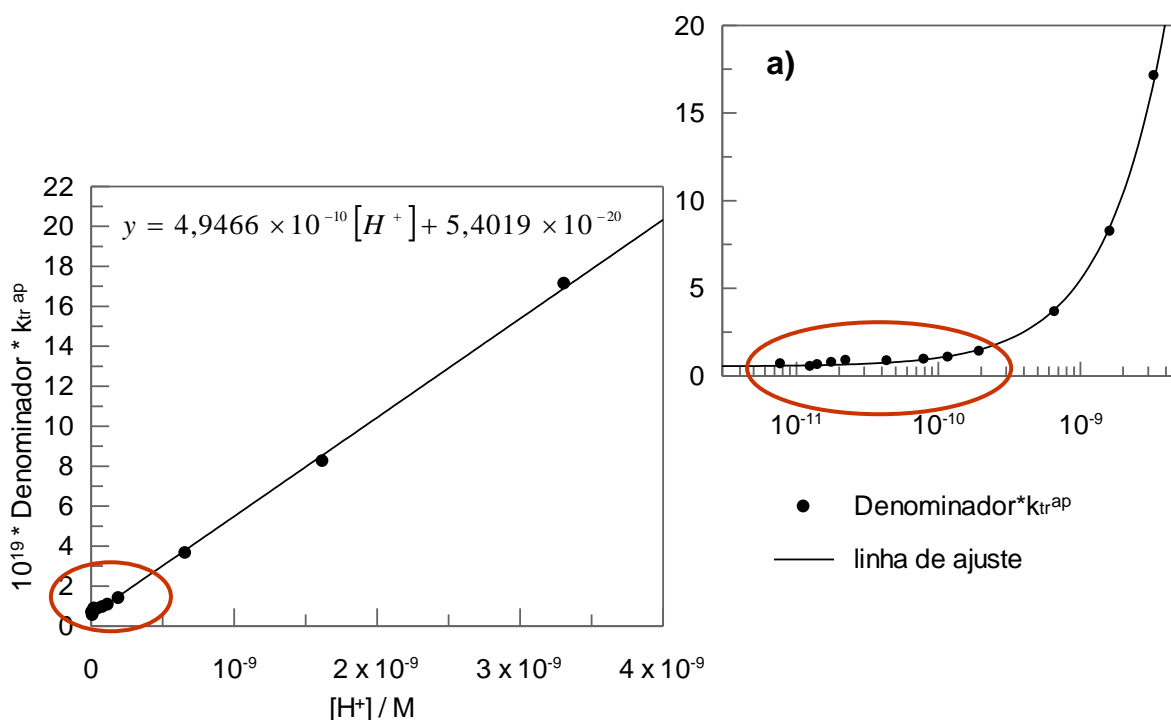 a)
20
15
10
5
0
10⁻¹¹
10⁻¹⁰
10⁻⁹
● Denominador*ktrᵃᵖ
— linha de ajuste
y = 4,9466 × 10⁻¹⁰ [H⁺] + 5,4019 × 10⁻²⁰
10¹⁹ * Denominador * ktr ᵃᵖ
22
20
18
16
14
12
10
8
6
4
2
0
0
10⁻⁹
2 x 10⁻⁹
3 x 10⁻⁹
4 x 10⁻⁹
[H⁺] / M